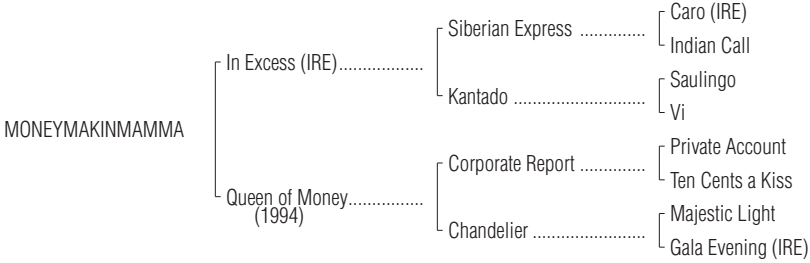 Caro (IRE)
Siberian Express ..............
Indian Call
In Excess (IRE)..................
Saulingo
Kantado ...........................
Vi
MONEYMAKINMAMMA
Private Account
Corporate Report ..............
Ten Cents a Kiss
Queen of Money................
(1994)
Majestic Light
Chandelier .......................
Gala Evening (IRE)